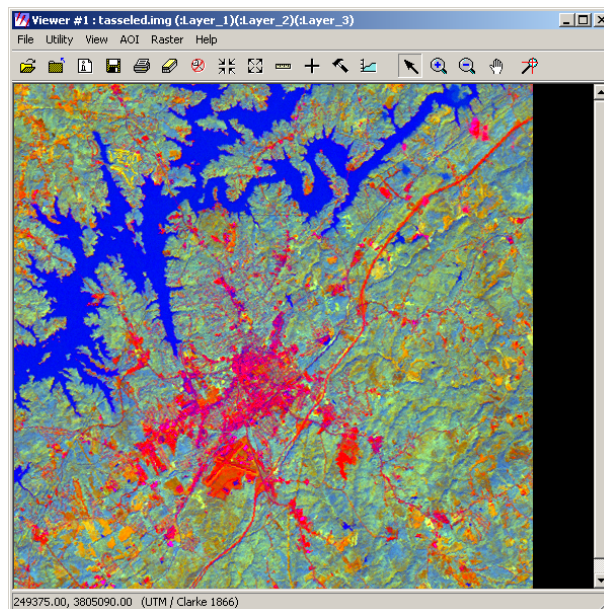 Viewer #1 : tasseled.img (:Layer_1)(:Layer_2)(:Layer_3)
File Utility View AOI Raster Help
249375.00, 3805090.00 (UTM / Clarke 1866)